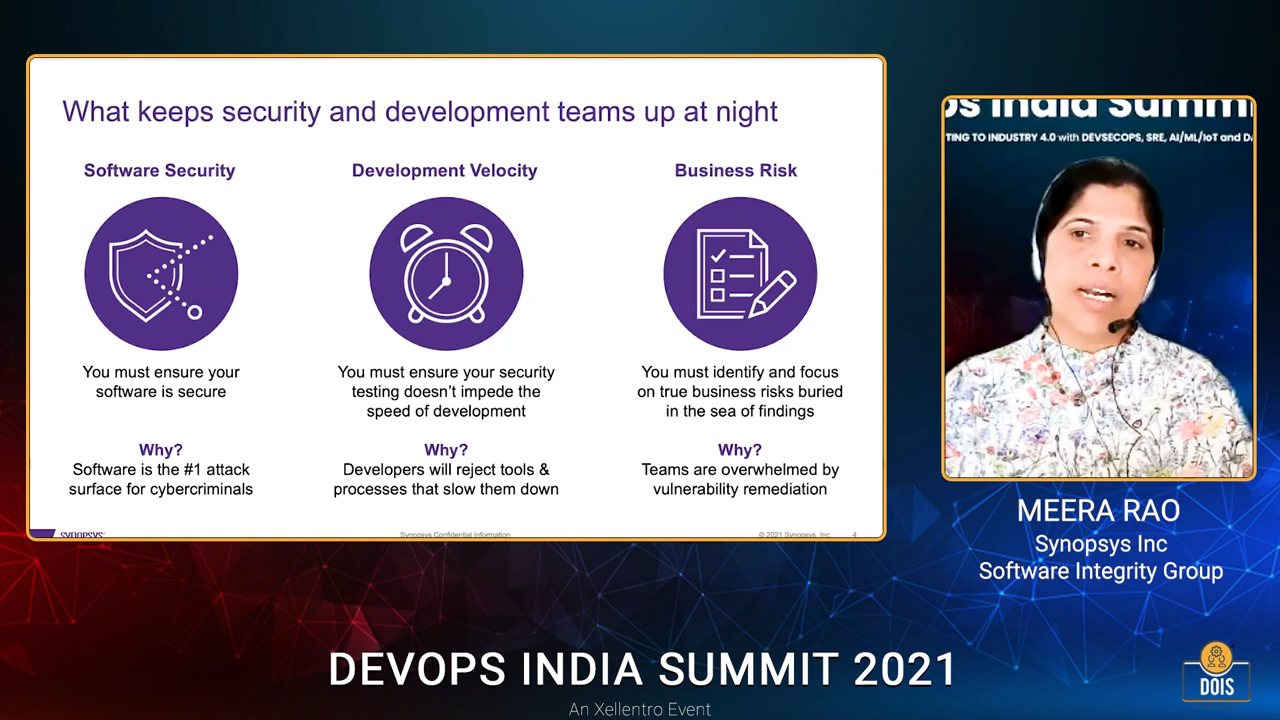 What keeps security and development teams up at night
Software Security
You must ensure your
software is secure
Why?
Software is the #1 attack
surface for cybercriminals
Development Velocity
You must ensure your security
testing doesn't impede the
speed of development
Why?
Developers will reject tools &
processes that slow them down
Business Risk
You must identify and focus
on true business risks buried
in the sea of findings
Why?
Teams are overwhelmed by
vulnerability remediation
SYNOPSYS
Synopsys Confidential Information
© 2021 Synopsys, Inc.
4
India Summi
TING TO INDUSTRY 4.0 with DEVSECOPS, SRE, AI/ML/IoT and
MEERA RAO
Synopsys Inc
Software Integrity Group
DEVOPS INDIA SUMMIT 2021
An Xellentro Event
DOIS